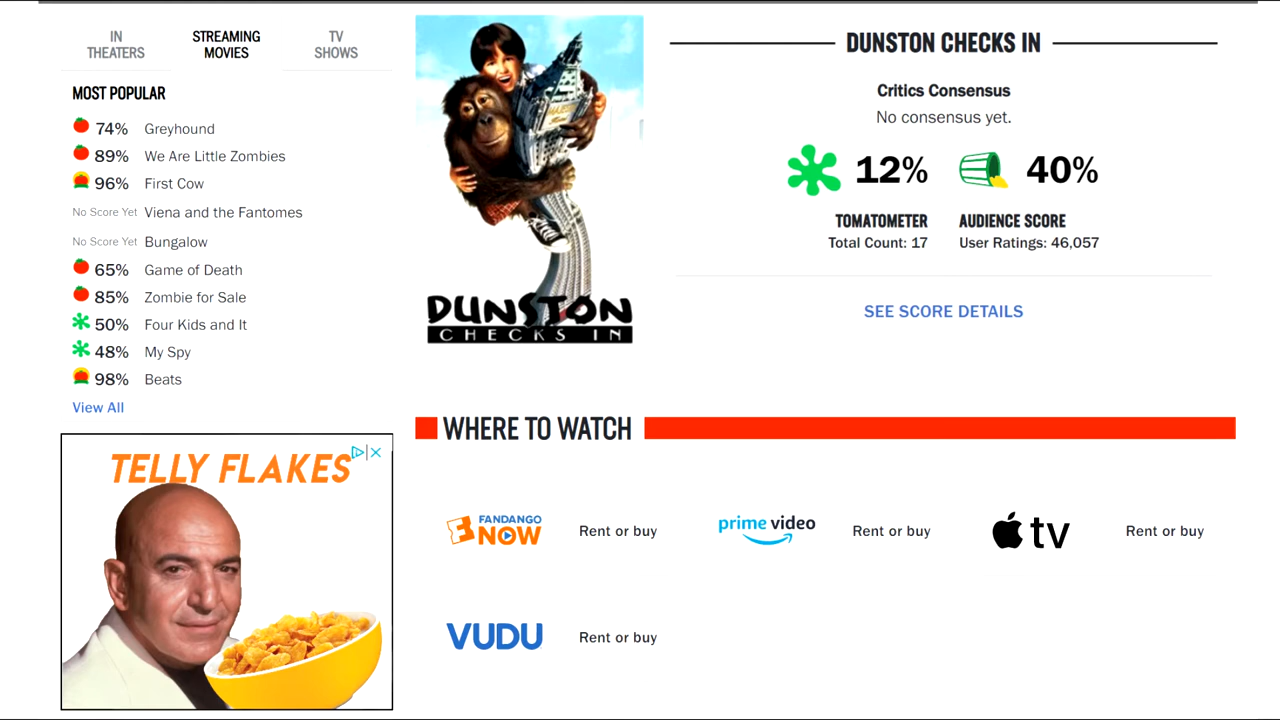 IN
THEATERS
STREAMING
MOVIES
TV
SHOWS
MOST POPULAR
74% Greyhound
89% We Are Little Zombies
96% First Cow
No Score Yet Viena and the Fantomes
No Score Yet Bungalow
65% Game of Death
85% Zombie for Sale
50% Four Kids and It
48% My Spy
98% Beats
View All
TELLY FLAKES
DUNSTON
CHECKS IN
DUNSTON CHECKS IN
Critics Consensus
No consensus yet.
12% 40%
TOMATOMETER AUDIENCE SCORE
Total Count: 17 User Ratings: 46,057
SEE SCORE DETAILS
WHERE TO WATCH
FANDANGO
NOW
Rent or buy
prime video
Rent or buy
tv
Rent or buy
VUDU
Rent or buy